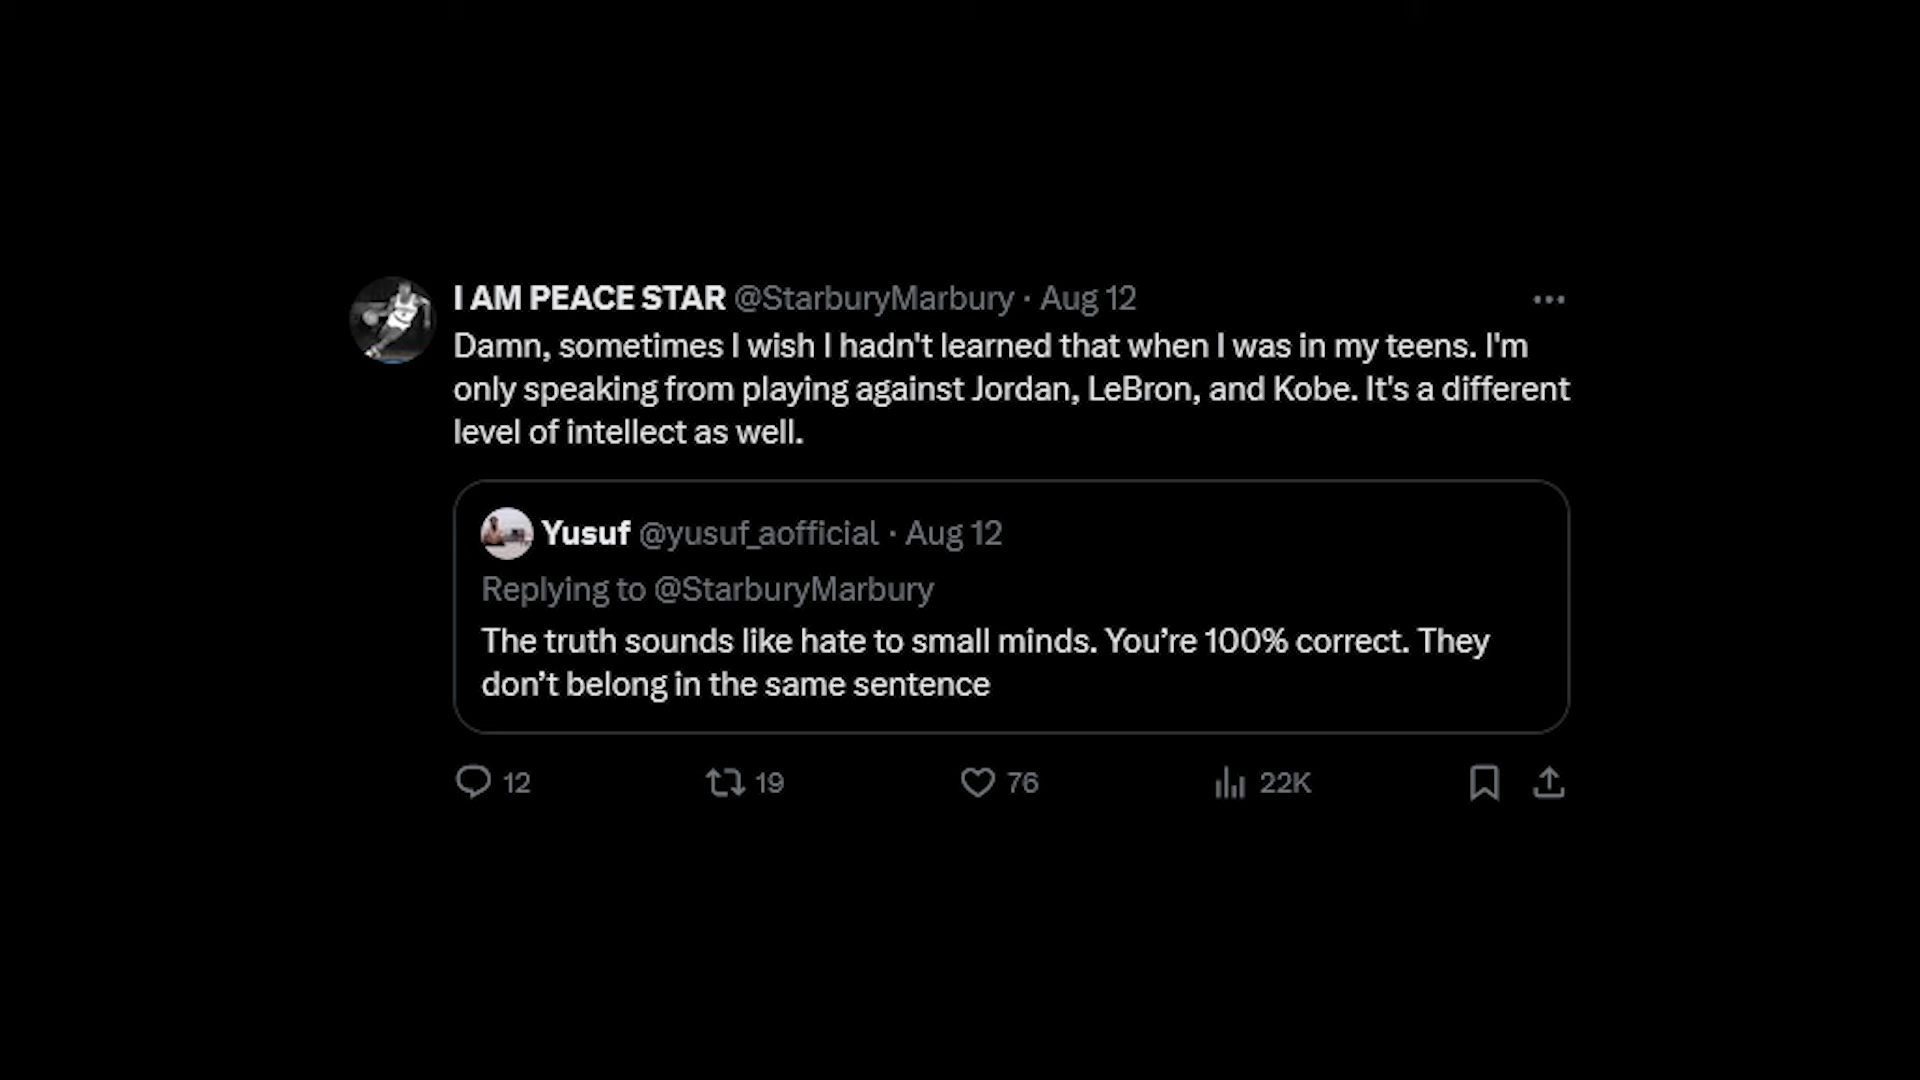 I AM PEACE STAR @StarburyMarbury · Aug 12
Damn, sometimes I wish I hadn't learned that when I was in my teens. I'm
only speaking from playing against Jordan, LeBron, and Kobe. It's a different
level of intellect as well.
Yusuf @yusuf_aofficial · Aug 12
Replying to @StarburyMarbury
The truth sounds like hate to small minds. You’re 100% correct. They
don’t belong in the same sentence
12 19 76 22K